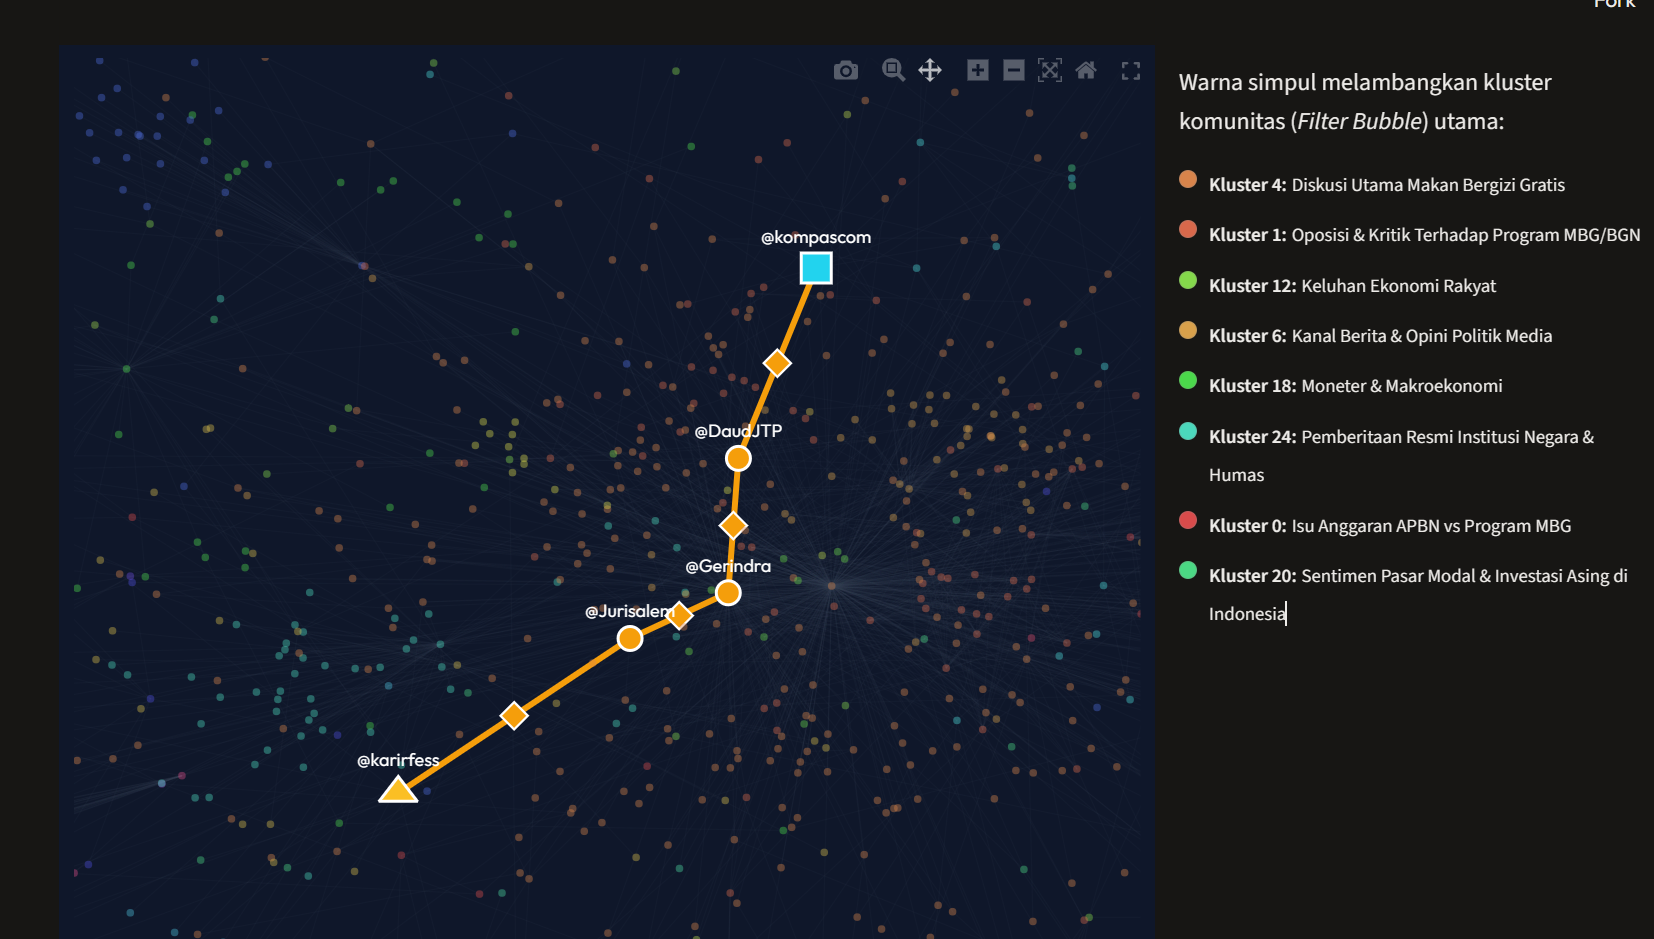 Fork
@kompascom
@DaudJTP
@Gerindra
@Jurisalem
@karirfess
Warna simpul melambangkan kluster
komunitas (Filter Bubble) utama:
Kluster 4: Diskusi Utama Makan Bergizi Gratis
Kluster 1: Oposisi & Kritik Terhadap Program MBG/BGN
Kluster 12: Keluhan Ekonomi Rakyat
Kluster 6: Kanal Berita & Opini Politik Media
Kluster 18: Moneter & Makroekonomi
Kluster 24: Pemberitaan Resmi Institusi Negara &
Humas
Kluster 0: Isu Anggaran APBN vs Program MBG
Kluster 20: Sentimen Pasar Modal & Investasi Asing di
Indonesia